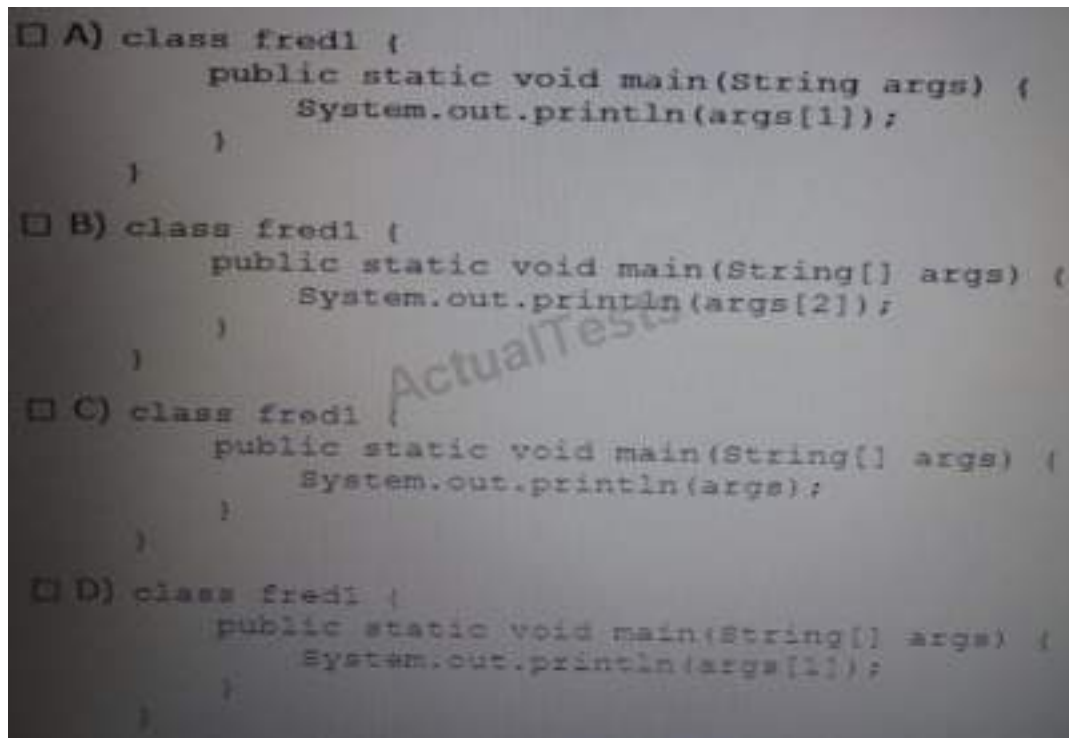 A) class fred1 {
public static void main(String args) {
System.out.println(args[1]);
}
}
B) class fred1 {
public static void main(String[] args) {
System.out.println(args[2]);
}
}
ActualTests
C) class fred1 {
public static void main(String[] args) {
System.out.println(args);
}
}
D) class fred1 {
public static void main(String[] args) {
System.out.println(args[1]);
}
}